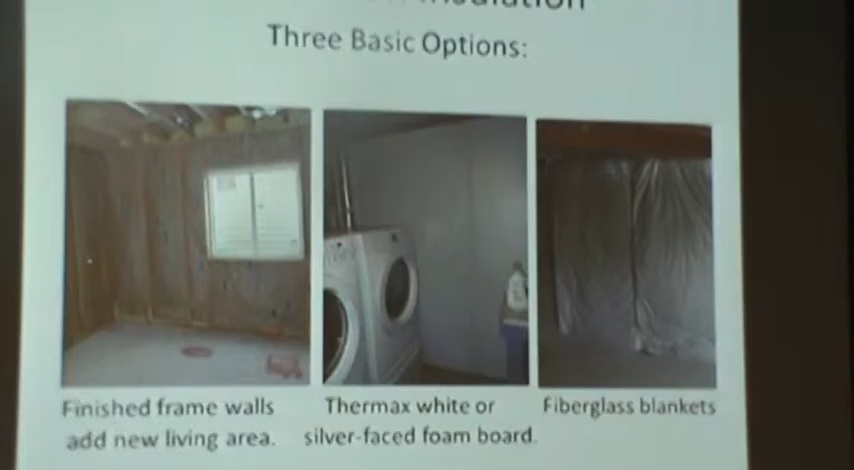 Insulation
Three Basic Options:
Finished frame walls
add new living area.
Thermax white or
silver-faced foam board.
Fiberglass blankets